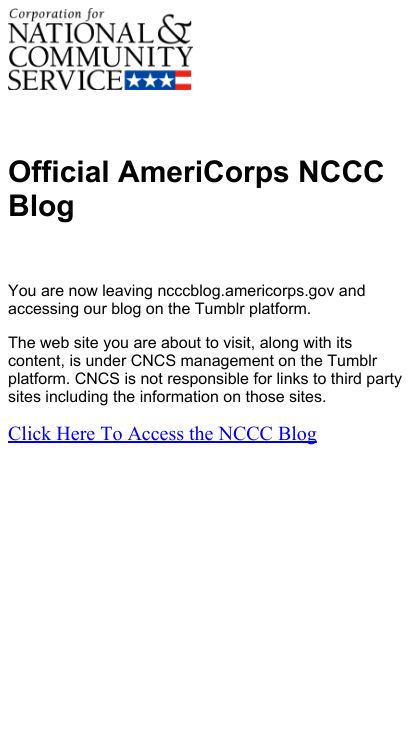 Corporation for
NATIONAL &
COMMUNITY
SERVICE
Official AmeriCorps NCCC
Blog
You are now leaving ncccblog.americorps.gov and
accessing our blog on the Tumblr platform.
The web site you are about to visit, along with its
content, is under CNCS management on the Tumblr
platform. CNCS is not responsible for links to third party
sites including the information on those sites.
Click Here To Access the NCCC Blog